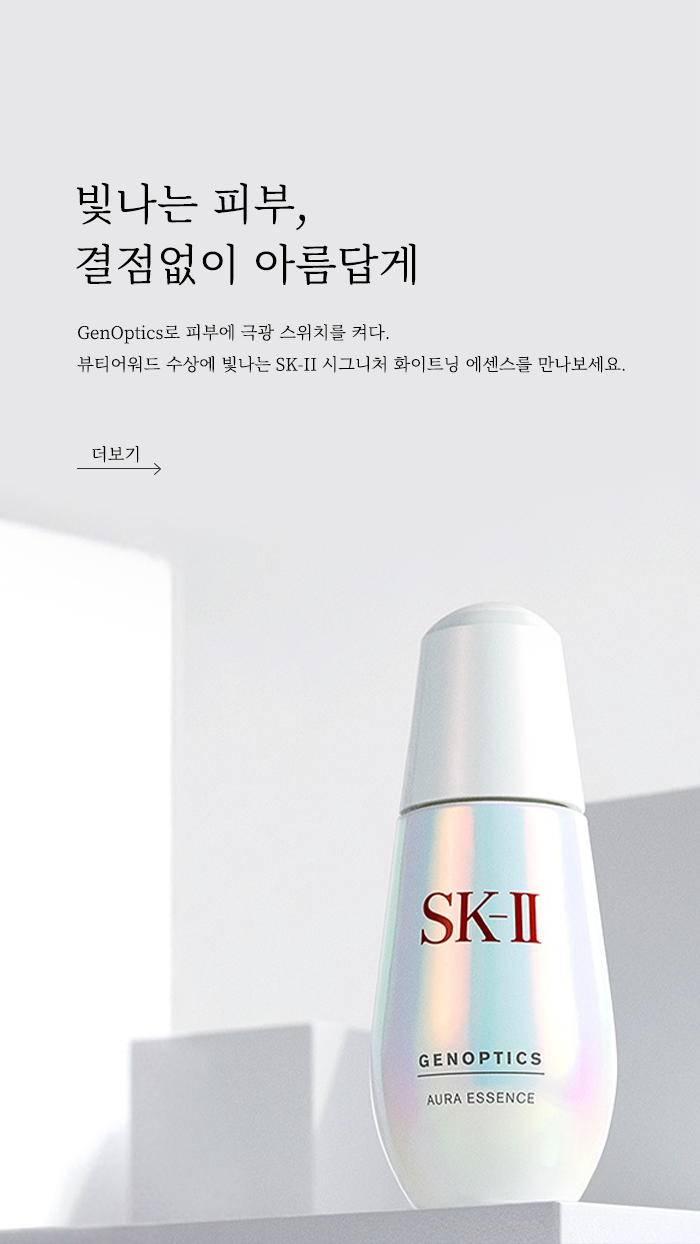 빛나는 피부,
결점없이 아름답게
GenOptics로 피부에 극광 스위치를 켜다.
뷰티어워드 수상에 빛나는 SK-II 시그니처 화이트닝 에센스를 만나보세요.
더보기
SK-II
GENOPTICS
AURA ESSENCE